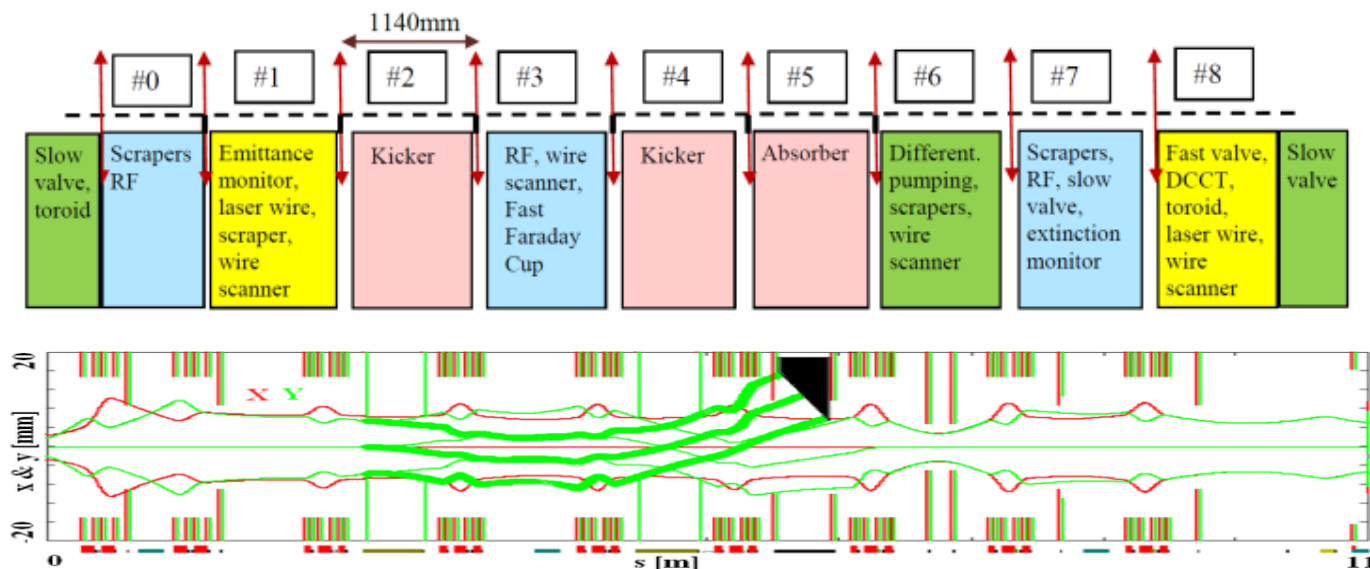 1140mm
#0
#1
#2
#3
#4
#5
#6
#7
#8
Slow
valve,
toroid
Scrapers
RF
Emittance
monitor,
laser wire,
scraper,
wire
scanner
Kicker
RF, wire
scanner,
Fast
Faraday
Cup
Kicker
Absorber
Different.
pumping,
scrapers,
wire
scanner
Scrapers,
RF, slow
valve,
extinction
monitor
Fast valve,
DCCT,
toroid,
laser wire,
wire
scanner
Slow
valve
20
X Y
x & y [mm]
-20
0
s [m]
11